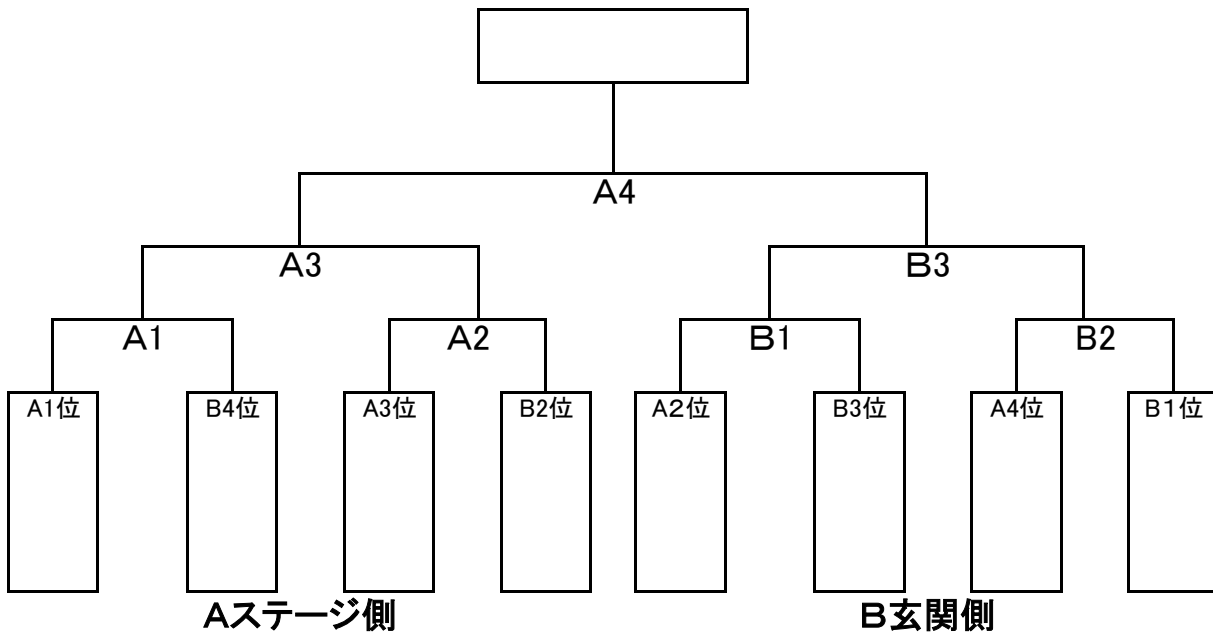 A4
A3
B3
A1
A2
B1
B2
A1位
B4位
A3位
B2位
A2位
B3位
A4位
B1位
Aステージ側
B玄関側